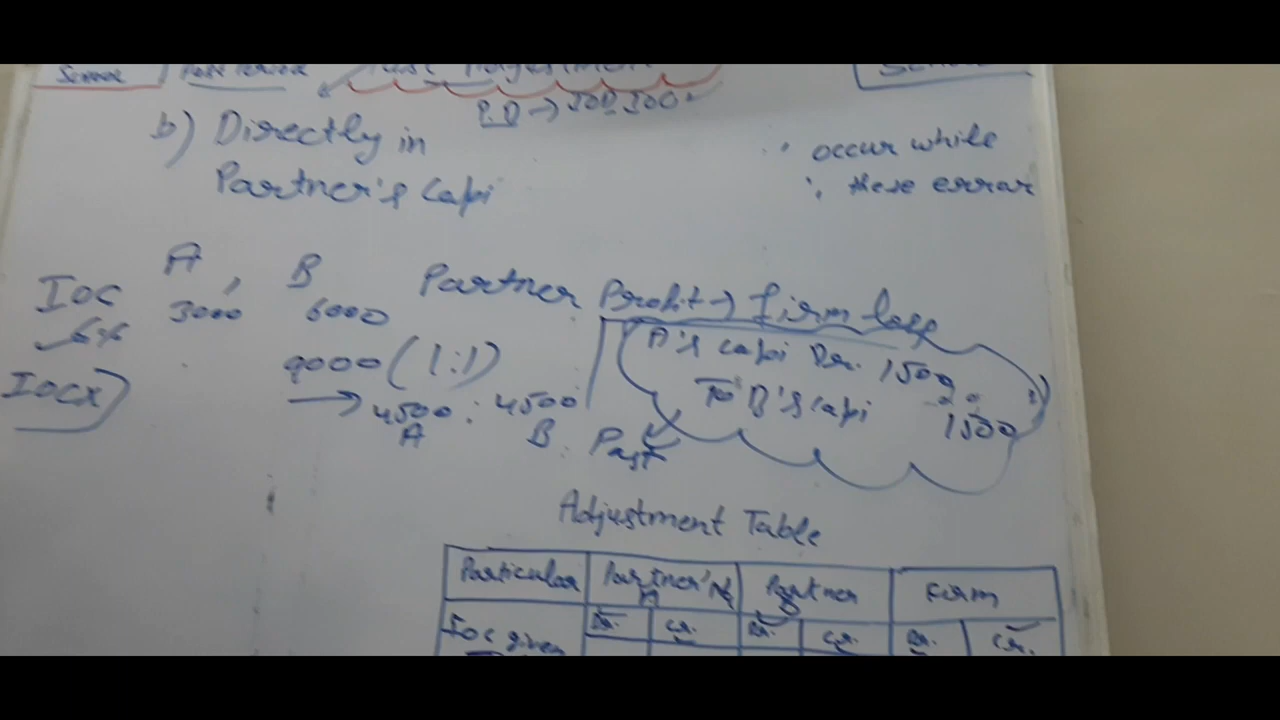 b) Directly in
Partner's Capi
occur while
∴ these error
A , B
IOC 3000 6000
6%
IOCX
9000 (1:1)
→ 4500 : 4500
A B
Partner Profit → firm loss
A's capi Dr. 1500
To B's capi 1500
Past
Adjustment Table
Particular Partner's A Partner B Firm
IOC given Dr. Cr. Dr. Cr. Dr. Cr.